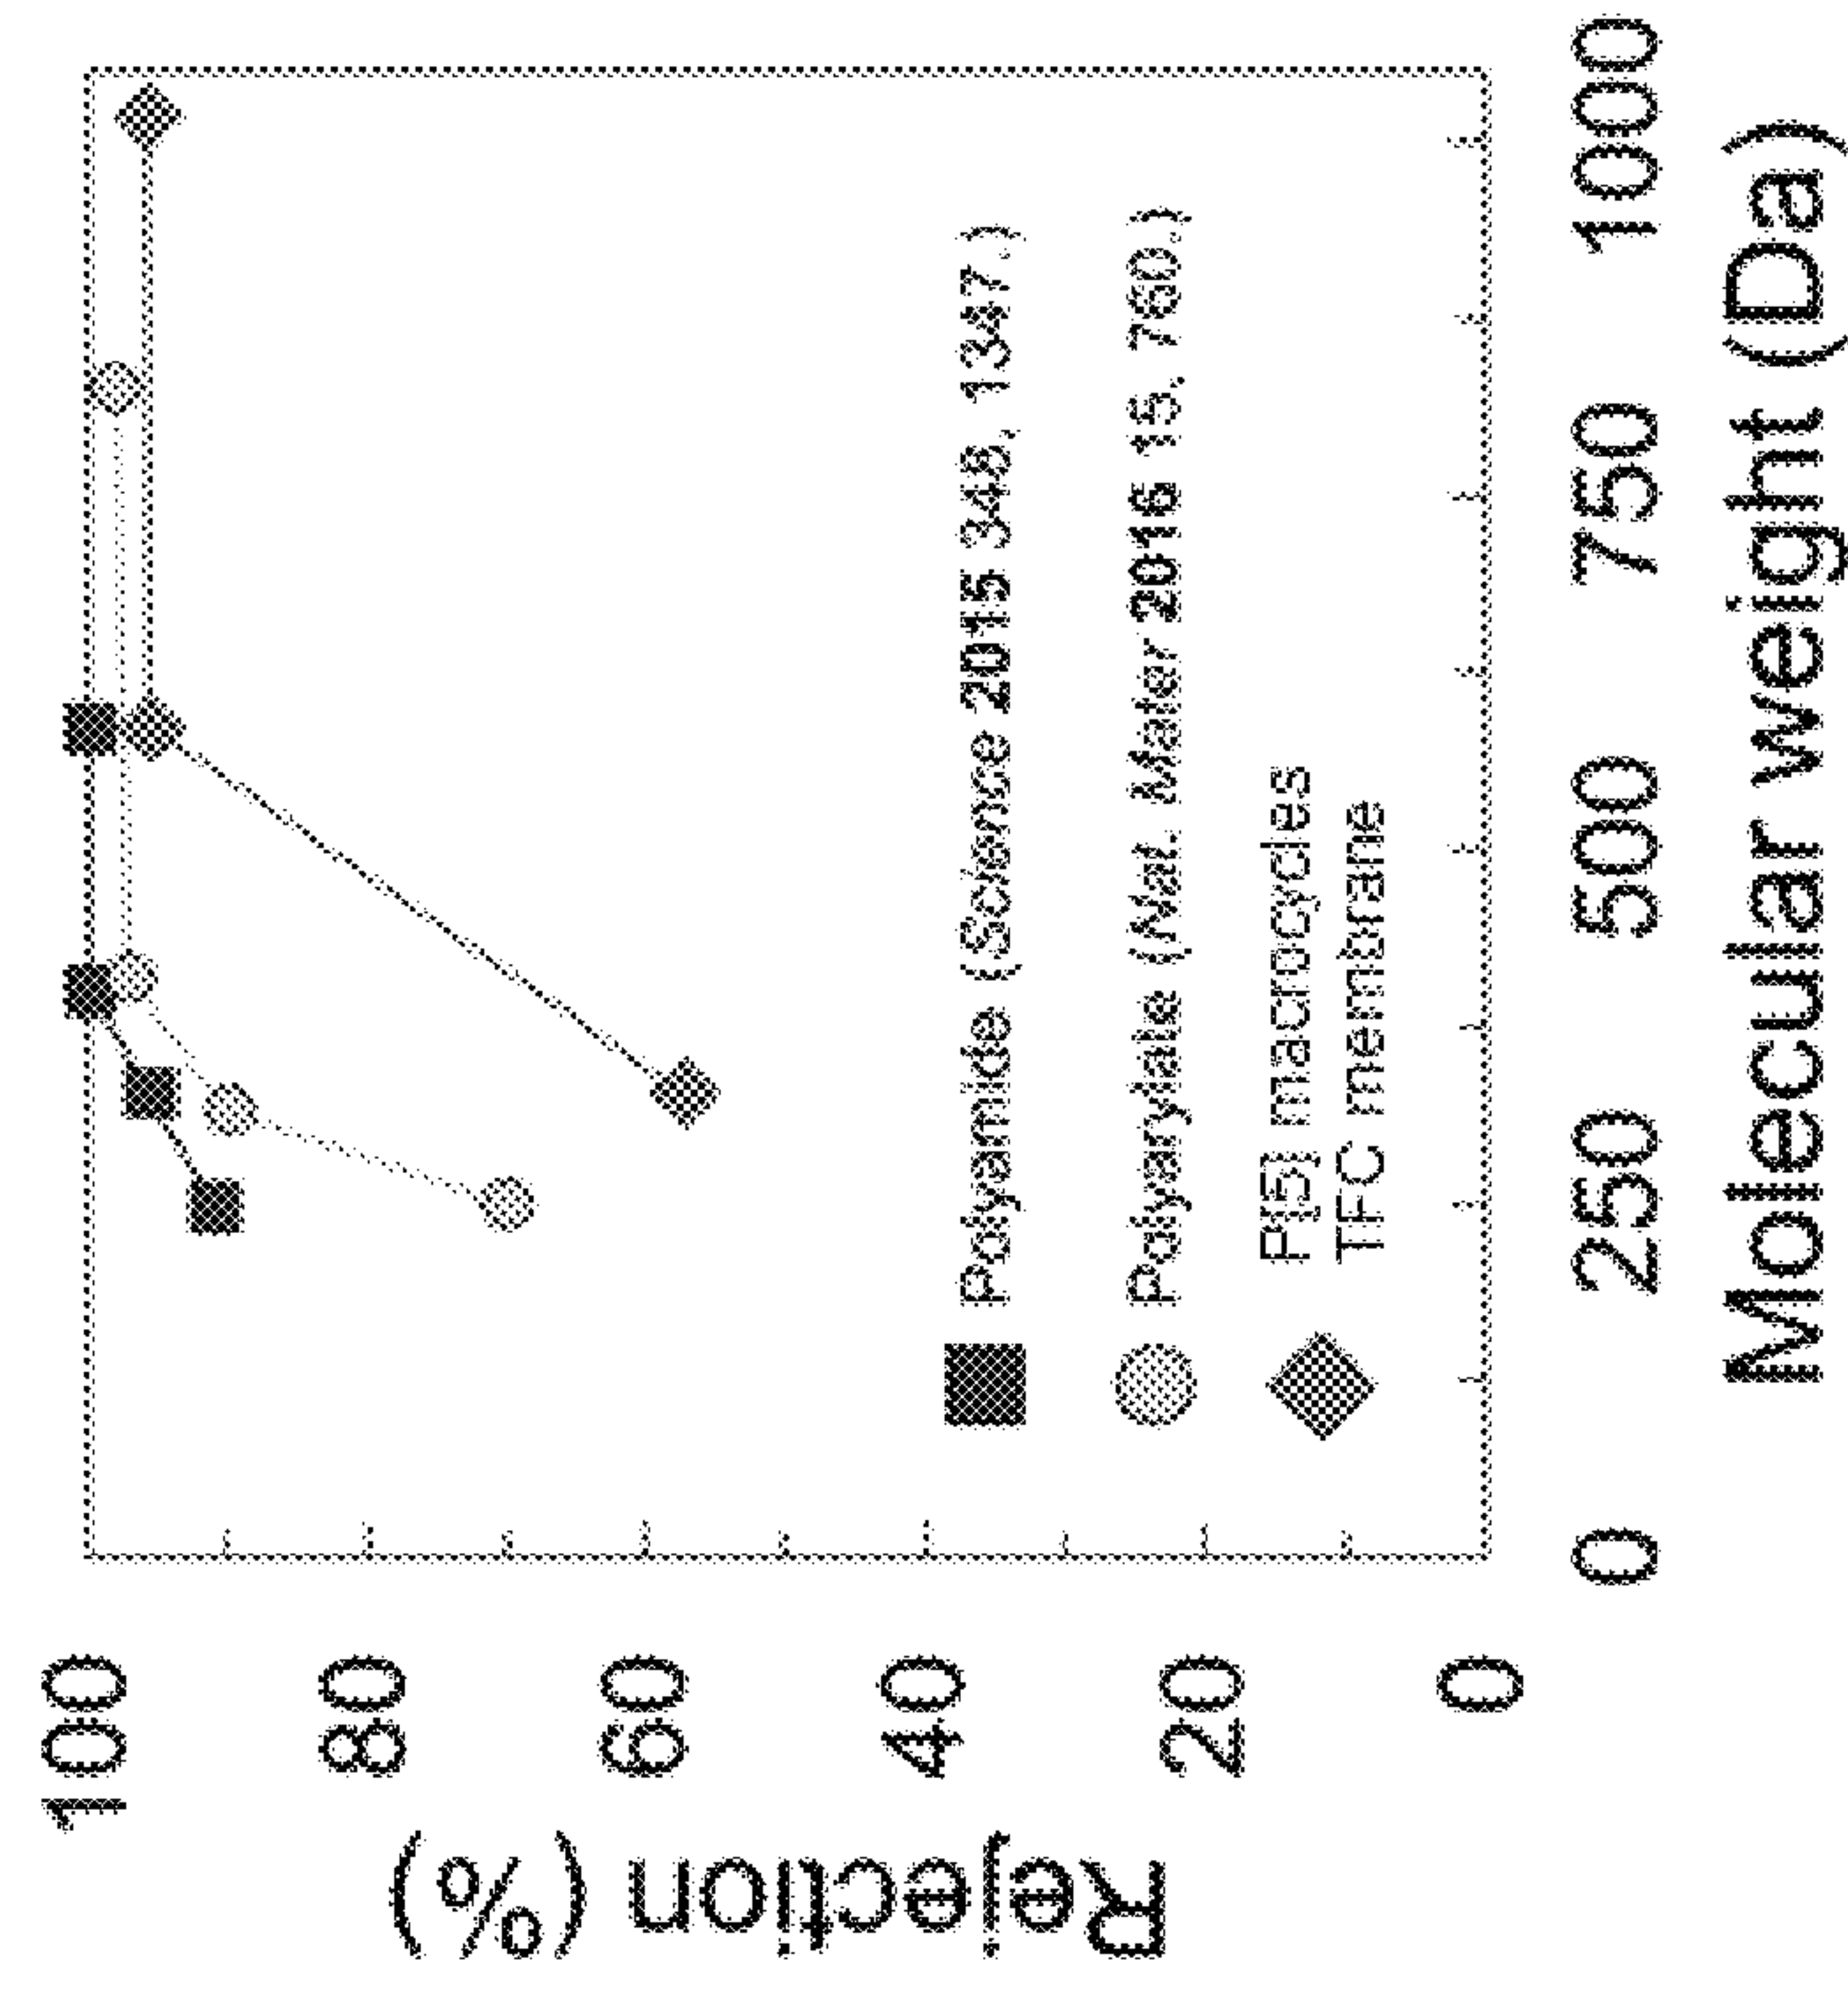 Rejection (%)
100
80
60
40
20
0
Polyamide (Science 2015 348, 1347.)
Polyarylate (Nat. Mater 2016 15, 760.)
P[5] macrocycles
TFC membrane
0
250
500
750
1000
Molecular weight (Da)